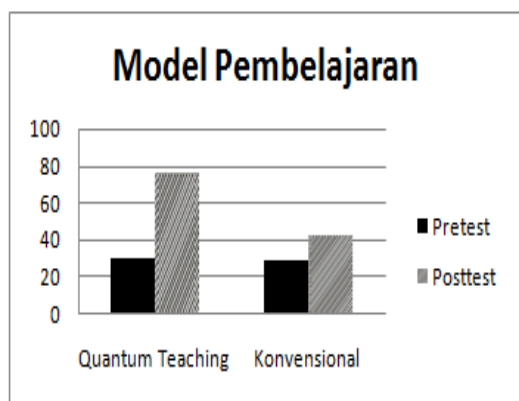 Model Pembelajaran
100
80
60
40
20
0
Pretest
Posttest
Quantum Teaching Konvensional